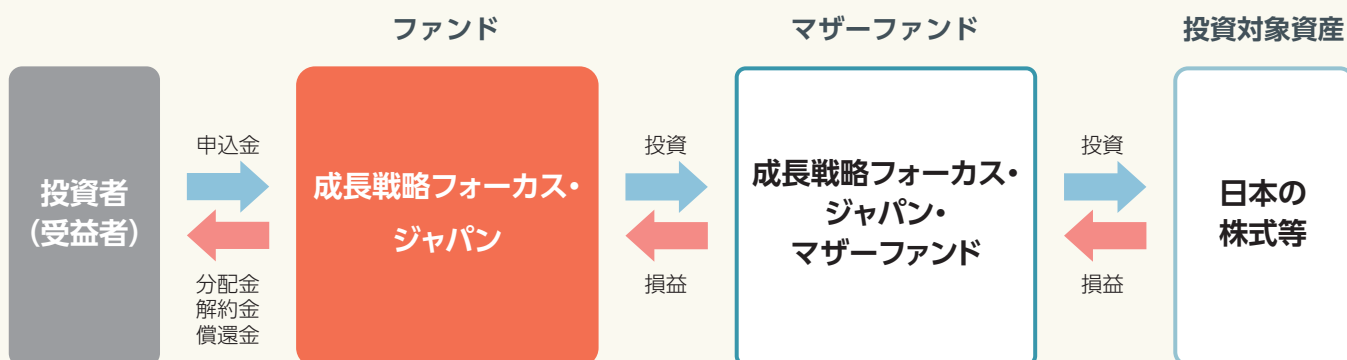 ファンド
マザーファンド
投資対象資産
投資者
(受益者)
申込金
分配金
解約金
償還金
成長戦略フォーカス・
ジャパン
投資
損益
成長戦略フォーカス・
ジャパン・
マザーファンド
投資
損益
日本の
株式等